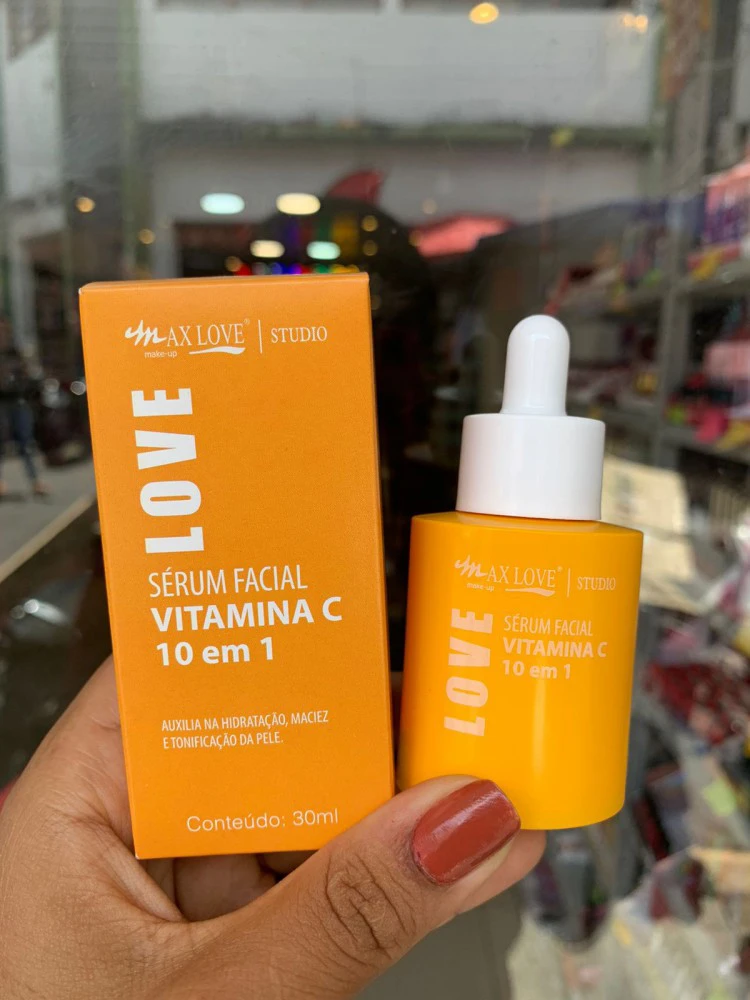 MAX LOVE® | STUDIO
make-up
LOVE
SÉRUM FACIAL
VITAMINA C
10 em 1
AUXILIA NA HIDRATAÇÃO, MACIEZ
E TONIFICAÇÃO DA PELE.
Conteúdo: 30ml
MAX LOVE® | STUDIO
make-up
LOVE
SÉRUM FACIAL
VITAMINA C
10 em 1